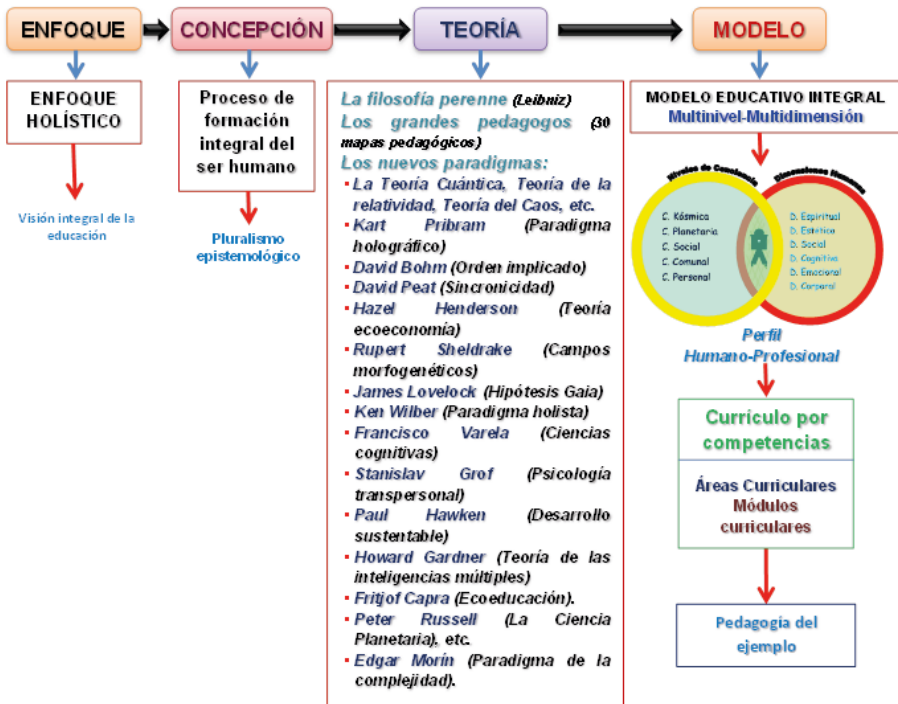 ENFOQUE
CONCEPCIÓN
TEORÍA
MODELO
ENFOQUE
HOLÍSTICO
Visión integral de la
educación
Proceso de
formación
integral del
ser humano
Pluralismo
epistemológico
La filosofía perenne (Leibniz)
Los grandes pedagogos (30
mapas pedagógicos)
Los nuevos paradigmas:
La Teoría Cuántica, Teoría de la
relatividad, Teoría del Caos, etc.
Kart Pribram (Paradigma
holográfico)
David Bohm (Orden implicado)
David Peat (Sincronicidad)
Hazel Henderson (Teoría
ecoeconomía)
Rupert Sheldrake (Campos
morfogenéticos)
James Lovelock (Hipótesis Gaia)
Ken Wilber (Paradigma holista)
Francisco Varela (Ciencias
cognitivas)
Stanislav Grof (Psicología
transpersonal)
Paul Hawken (Desarrollo
sustentable)
Howard Gardner (Teoría de las
inteligencias múltiples)
Fritjof Capra (Ecoeducación).
Peter Russell (La Ciencia
Planetaria), etc.
Edgar Morín (Paradigma de la
complejidad).
MODELO EDUCATIVO INTEGRAL
Multinivel-Multidimensión
Niveles de Conciencia
C. Kósmica
C. Planetaria
C. Social
C. Comunal
C. Personal
Dimensiones Humanas
D. Espiritual
D. Estética
D. Social
D. Cognitiva
D. Emocional
D. Corporal
Perfil
Humano-Profesional
Currículo por
competencias
Áreas Curriculares
Módulos
curriculares
Pedagogía del
ejemplo